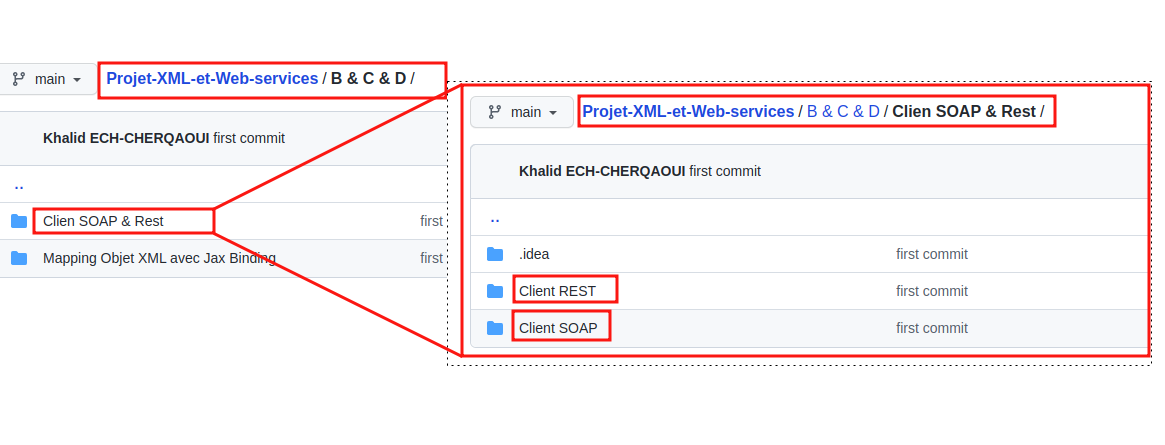 main
Projet-XML-et-Web-services / B & C & D /
Khalid ECH-CHERQAOUI first commit
..
Clien SOAP & Rest first
Mapping Objet XML avec Jax Binding first
main
Projet-XML-et-Web-services / B & C & D / Clien SOAP & Rest /
Khalid ECH-CHERQAOUI first commit
..
.idea first commit
Client REST first commit
Client SOAP first commit